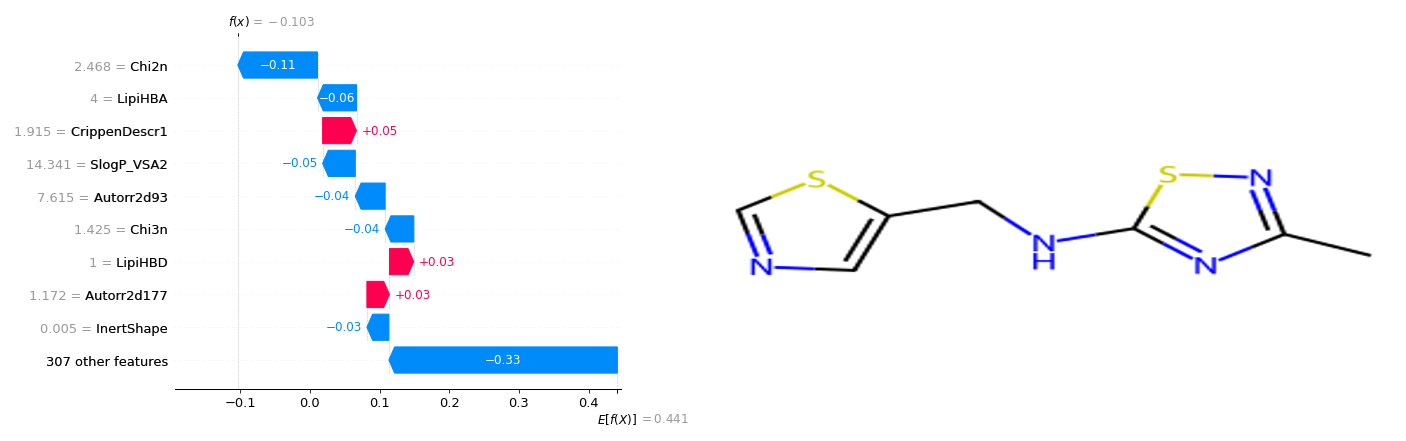 f(x) = −0.103
2.468 = Chi2n
−0.11
4 = LipiHBA
−0.06
1.915 = CrippenDescr1
+0.05
14.341 = SlogP_VSA2
−0.05
7.615 = Autorr2d93
−0.04
1.425 = Chi3n
−0.04
1 = LipiHBD
+0.03
1.172 = Autorr2d177
+0.03
0.005 = InertShape
−0.03
307 other features
−0.33
−0.1 0.0 0.1 0.2 0.3 0.4
E[f(X)] = 0.441
S
N
N
H
S
N
N